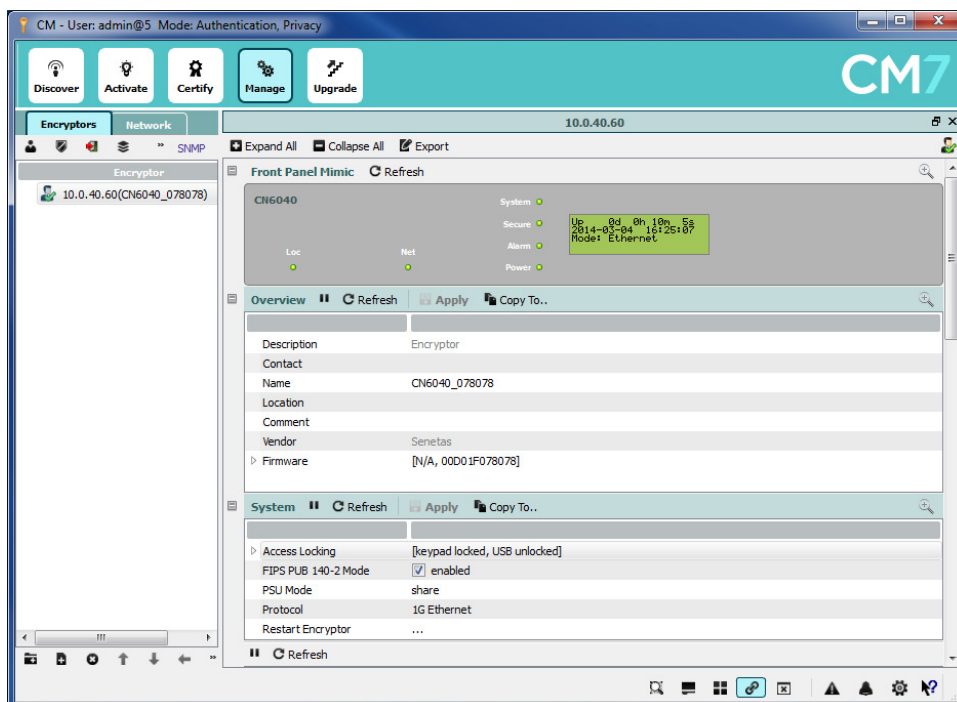 CM - User: admin@5 Mode: Authentication, Privacy
Discover Activate Certify Manage Upgrade
CM7
Encryptors Network
10.0.40.60
» SNMP
Expand All Collapse All Export
Encryptor
10.0.40.60(CN6040_078078)
Front Panel Mimic Refresh
CN6040
System
Secure
Alarm
Power
Loc Net
Up 0d 0h 10m 5s
2014-03-04 16:25:07
Mode: Ethernet
Overview Refresh Apply Copy To..
Description Encryptor
Contact
Name CN6040_078078
Location
Comment
Vendor Senetas
Firmware [N/A, 00D01F078078]
System Refresh Apply Copy To..
Access Locking [keypad locked, USB unlocked]
FIPS PUB 140-2 Mode enabled
PSU Mode share
Protocol 1G Ethernet
Restart Encryptor ...
Refresh